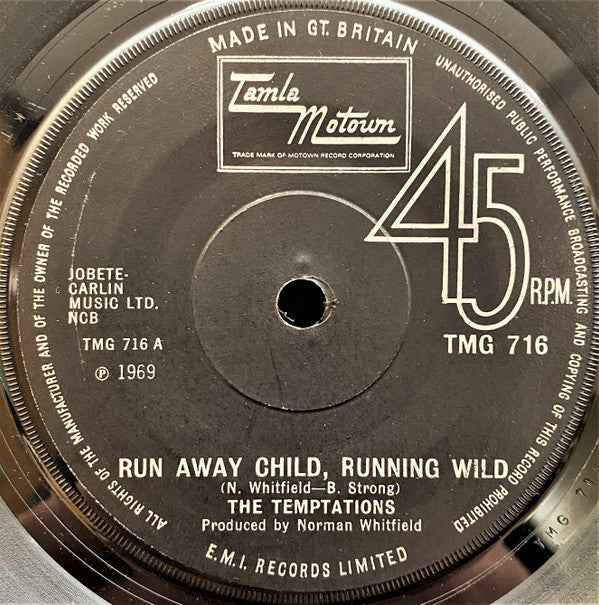 MADE IN GT. BRITAIN
Tamla
Motown
TRADE MARK OF MOTOWN RECORD CORPORATION
45
R.P.M.
TMG 716
JOBETE-
CARLIN
MUSIC LTD.
NCB
TMG 716 A
℗ 1969
RUN AWAY CHILD, RUNNING WILD
(N. Whitfield—B. Strong)
THE TEMPTATIONS
Produced by Norman Whitfield
E.M.I. RECORDS LIMITED
ALL RIGHTS OF THE MANUFACTURER AND OF THE OWNER OF THE RECORDED WORK RESERVED
UNAUTHORISED PUBLIC PERFORMANCE BROADCASTING AND COPYING OF THIS RECORD PROHIBITED
TMG